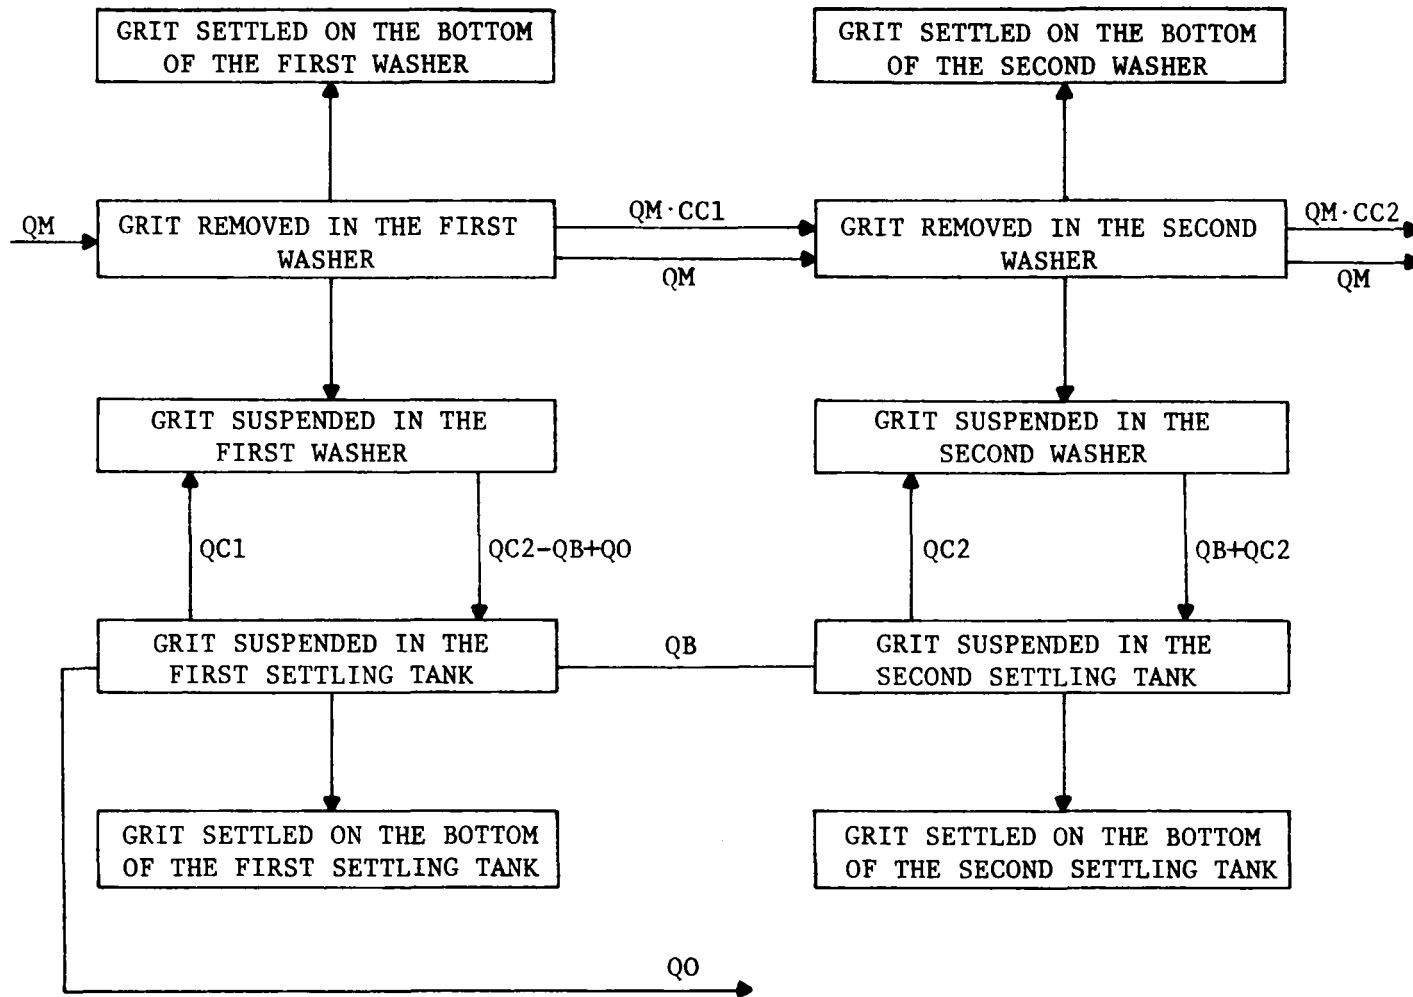 GRIT SETTLED ON THE BOTTOM
OF THE FIRST WASHER
GRIT SETTLED ON THE BOTTOM
OF THE SECOND WASHER
QM
GRIT REMOVED IN THE FIRST
WASHER
QM·CC1
QM
GRIT REMOVED IN THE SECOND
WASHER
QM·CC2
QM
GRIT SUSPENDED IN THE
FIRST WASHER
GRIT SUSPENDED IN THE
SECOND WASHER
QC1
QC2-QB+QO
QC2
QB+QC2
GRIT SUSPENDED IN THE
FIRST SETTLING TANK
QB
GRIT SUSPENDED IN THE
SECOND SETTLING TANK
GRIT SETTLED ON THE BOTTOM
OF THE FIRST SETTLING TANK
GRIT SETTLED ON THE BOTTOM
OF THE SECOND SETTLING TANK
QO